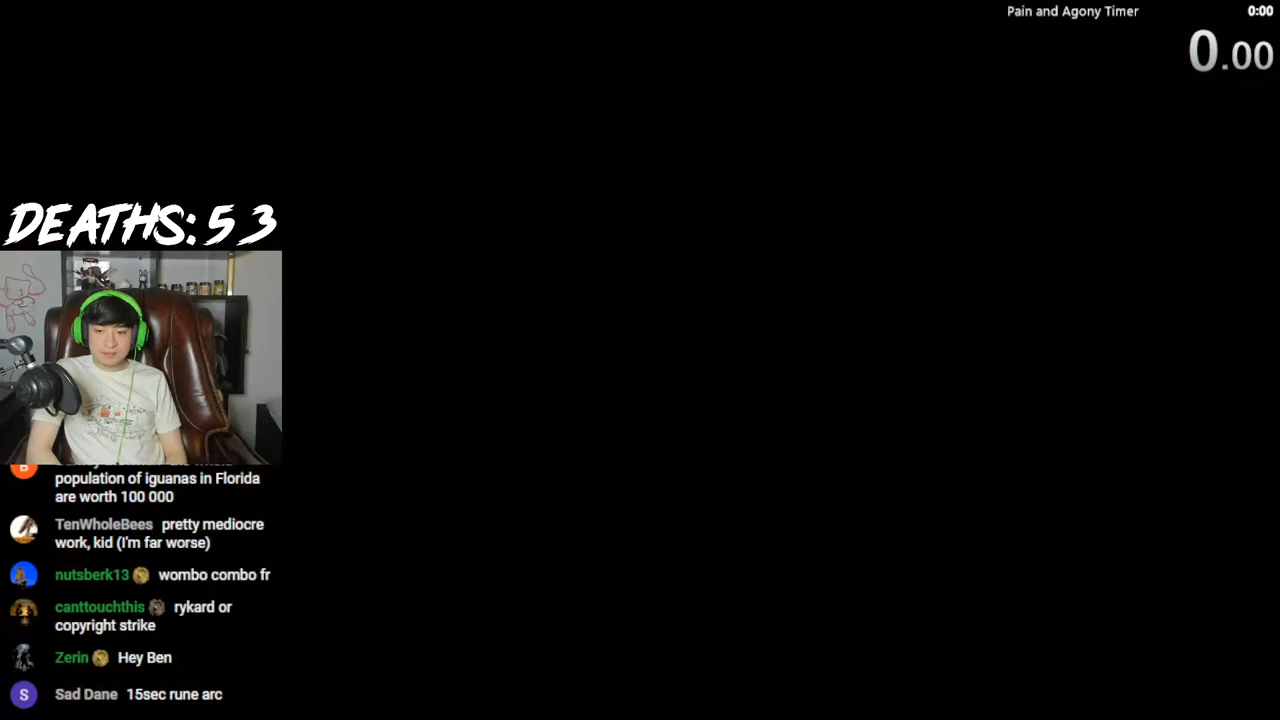 Pain and Agony Timer 0:00
0.00
DEATHS: 53
population of iguanas in Florida
are worth 100 000
TenWholeBees pretty mediocre
work, kid (I'm far worse)
nutsberk13 wombo combo fr
canttouchthis rykard or
copyright strike
Zerin Hey Ben
S Sad Dane 15sec rune arc